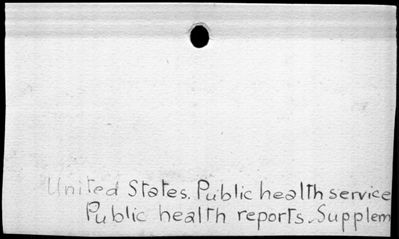 United States. Public health service
Public health reports. Supplem